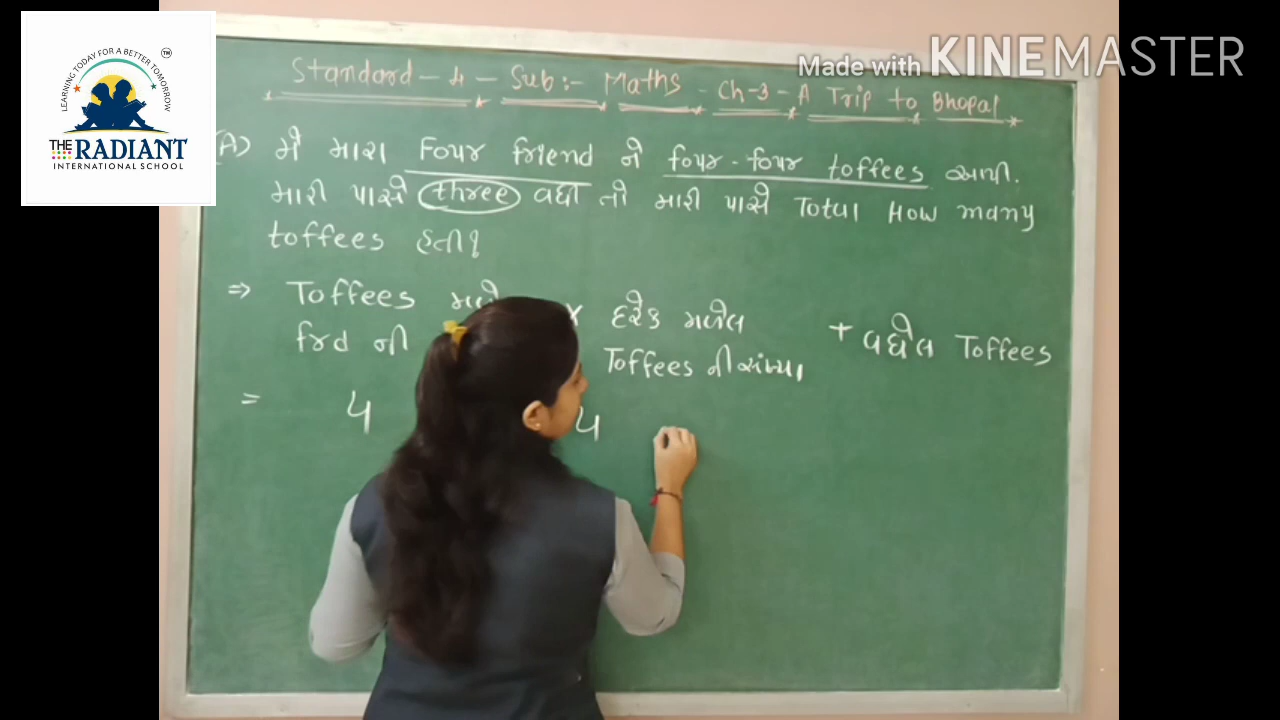 LEARNING TODAY FOR A BETTER TOMORROW
TM
THE RADIANT
INTERNATIONAL SCHOOL
Made with KINEMASTER
Standard - 4 - Sub:- Maths - Ch-3 - A Trip to Bhopal
(A) મેં મારા Four friend ને four-four toffees આપી.
મારી પાસે three વધી તો મારી પાસે Total How many
toffees હતી?
⇒ Toffees x દરેક મળેલ + વધેલ Toffees
frd ની Toffees ની સંખ્યા
= 4 4